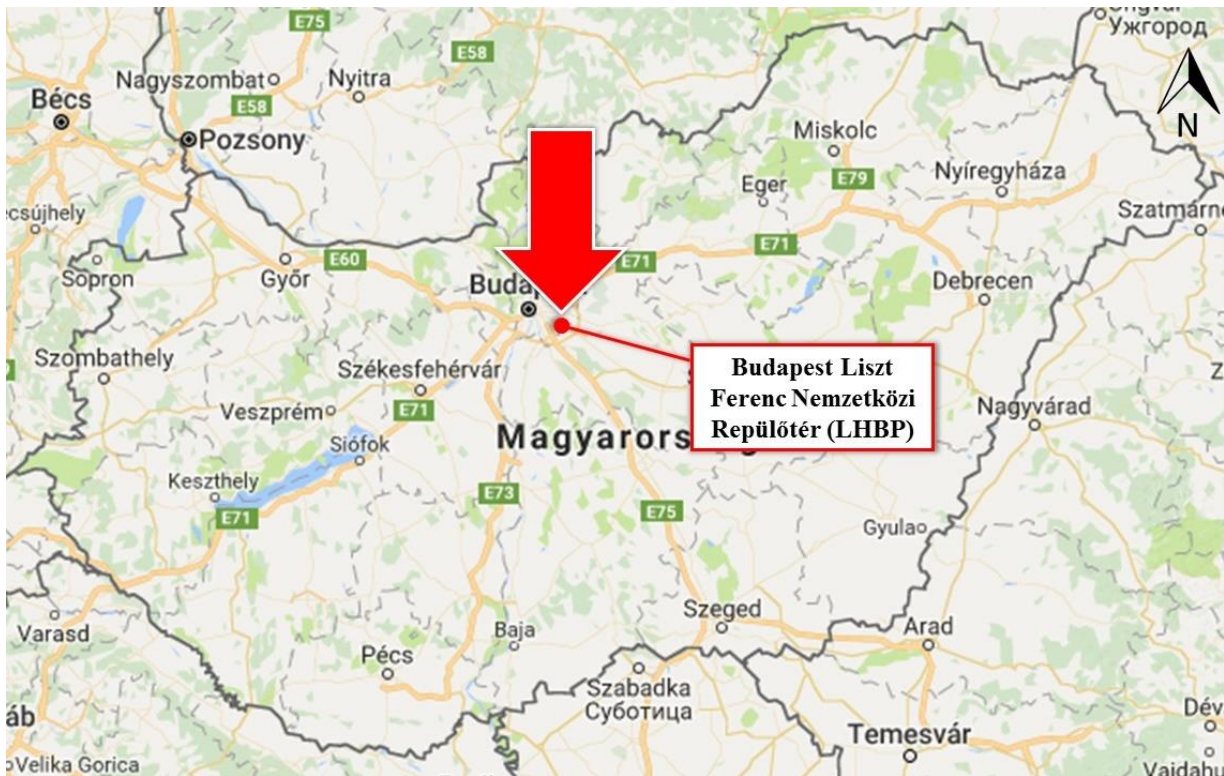 E75
Ужгород
E58
Nagyszombat
Nyitra
Bécs
E58
Pozsony
N
Miskolc
Eger
E79
Nyíregyháza
ecsújhely
Szatmárne
Sopron
Győr
E60
E71
E71
Budap
Debrecen
Szombathely
Székesfehérvár
Budapest Liszt
Ferenc Nemzetközi
Repülőtér (LHBP)
Z
Veszprém
E71
Nagyvárad
Siófok
Magyarors
Keszthely
E71
E73
E75
Gyula
Varasd
Baja
Szeged
Arad
Pécs
Szabadka
Суботица
áb
Temesvár
Dév
Velika Gorica
Vajdahu